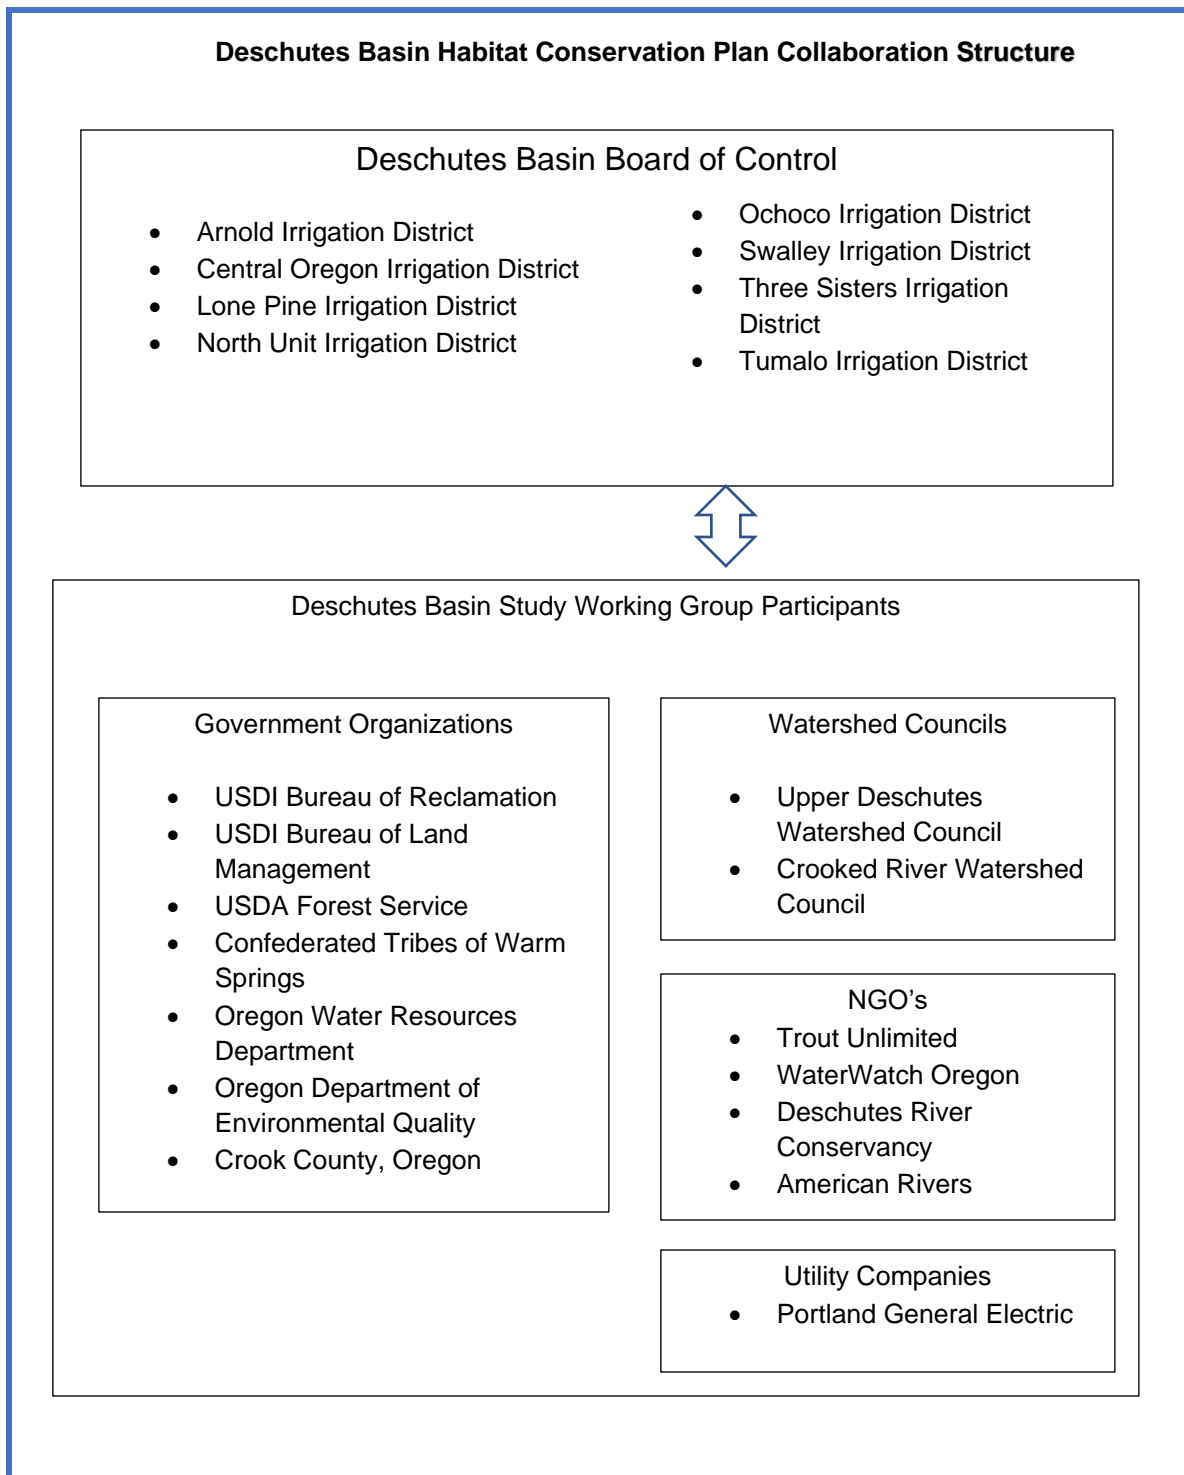 Deschutes Basin Habitat Conservation Plan Collaboration Structure
Deschutes Basin Board of Control
• Arnold Irrigation District
• Central Oregon Irrigation District
• Lone Pine Irrigation District
• North Unit Irrigation District
• Ochoco Irrigation District
• Swalley Irrigation District
• Three Sisters Irrigation
District
• Tumalo Irrigation District
Deschutes Basin Study Working Group Participants
Government Organizations
• USDI Bureau of Reclamation
• USDI Bureau of Land
Management
• USDA Forest Service
• Confederated Tribes of Warm
Springs
• Oregon Water Resources
Department
• Oregon Department of
Environmental Quality
• Crook County, Oregon
Watershed Councils
• Upper Deschutes
Watershed Council
• Crooked River Watershed
Council
NGO’s
• Trout Unlimited
• WaterWatch Oregon
• Deschutes River
Conservancy
• American Rivers
Utility Companies
• Portland General Electric